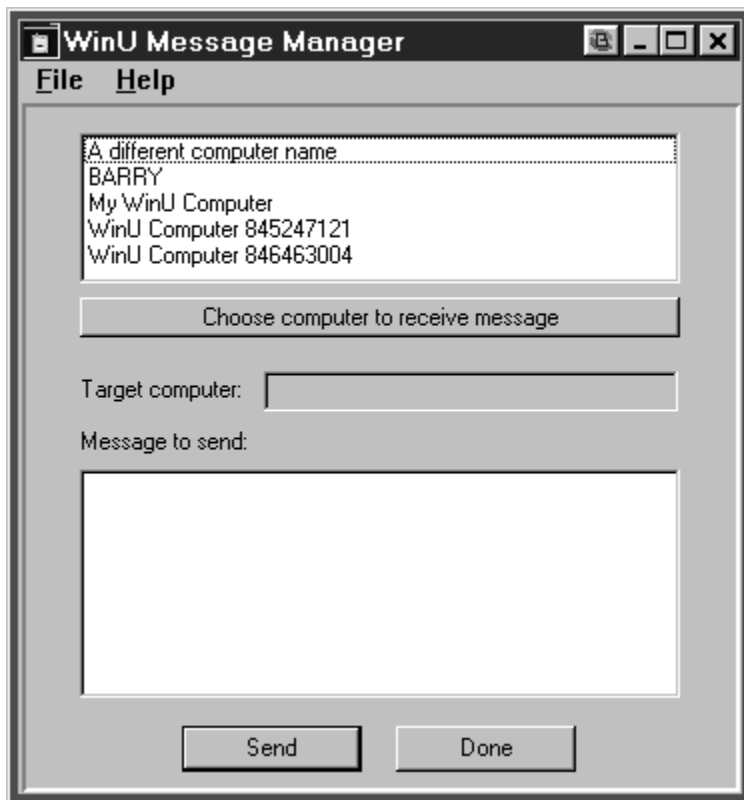 WinU Message Manager
File Help
A different computer name
BARRY
My WinU Computer
WinU Computer 845247121
WinU Computer 846463004
Choose computer to receive message
Target computer:
Message to send:
Send Done